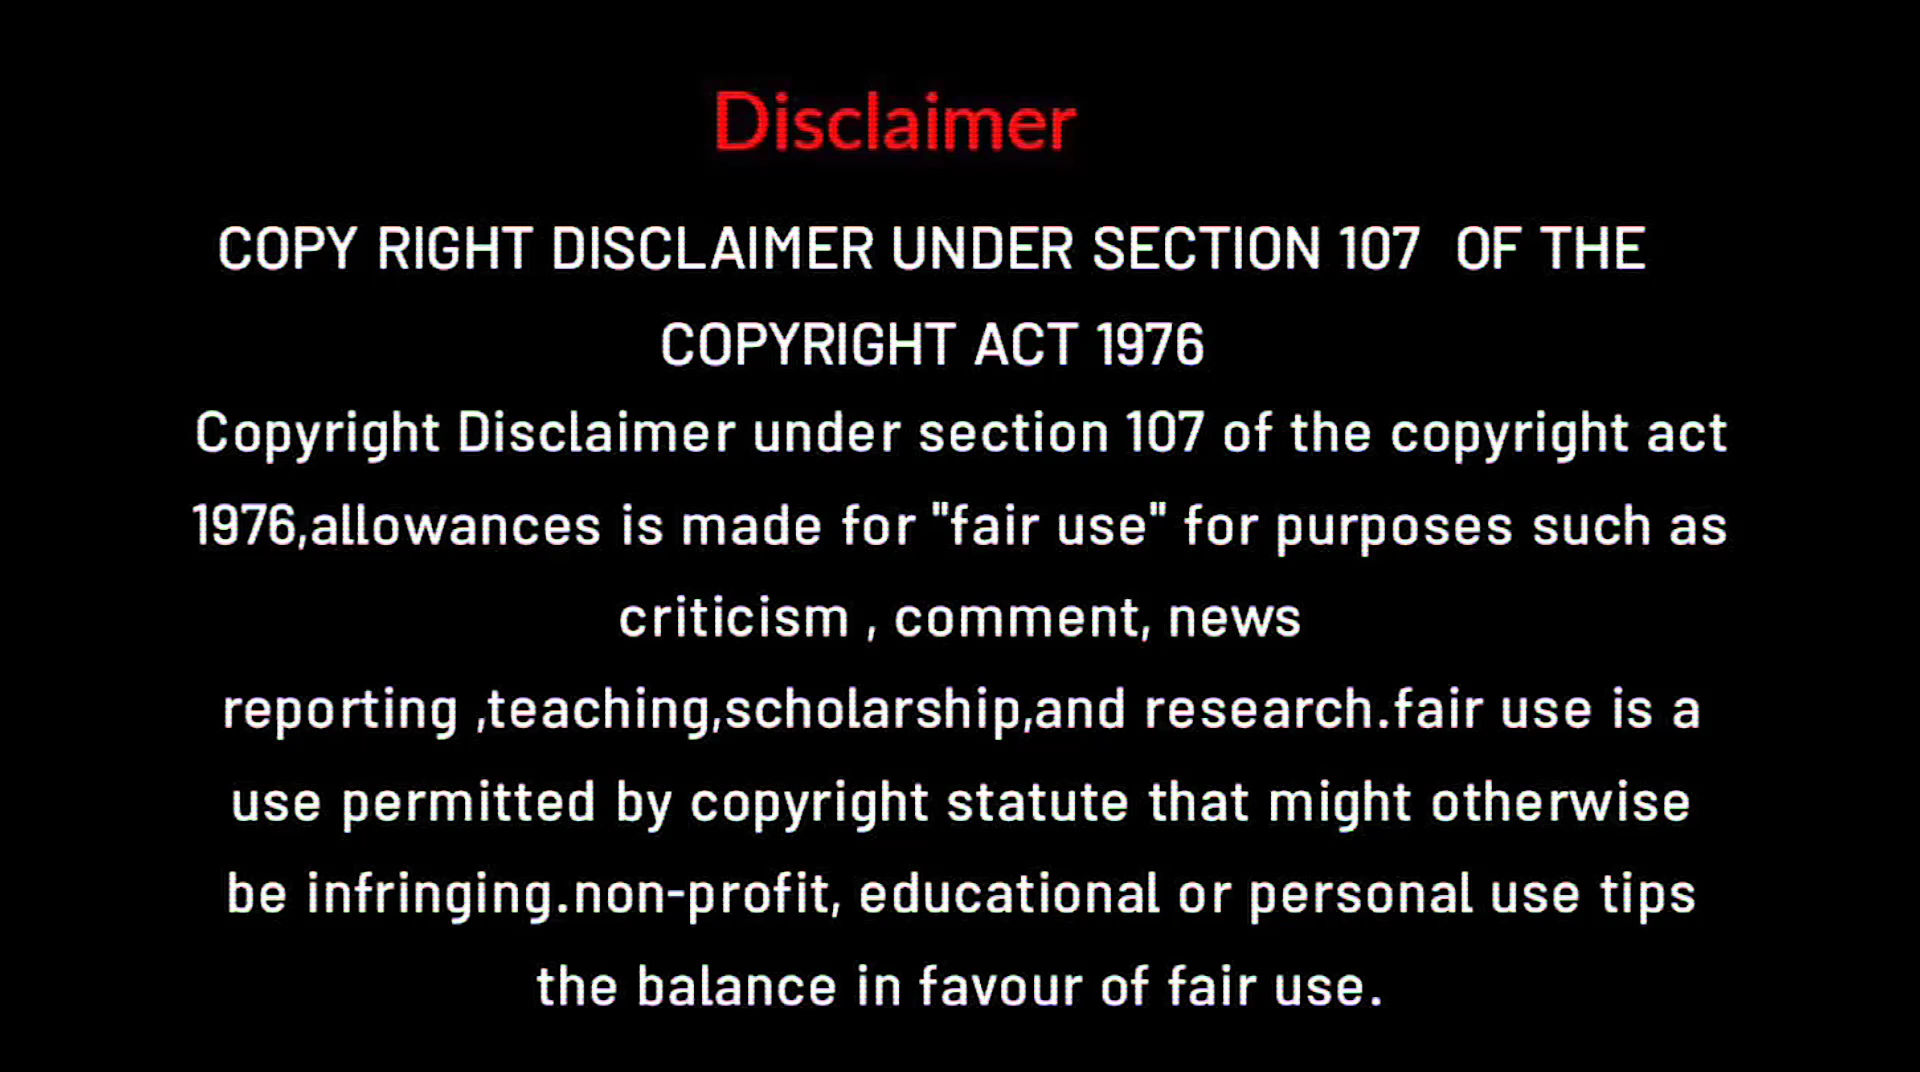 Disclaimer
COPY RIGHT DISCLAIMER UNDER SECTION 107 OF THE
COPYRIGHT ACT 1976
Copyright Disclaimer under section 107 of the copyright act
1976,allowances is made for "fair use" for purposes such as
criticism , comment, news
reporting ,teaching,scholarship,and research.fair use is a
use permitted by copyright statute that might otherwise
be infringing.non-profit, educational or personal use tips
the balance in favour of fair use.